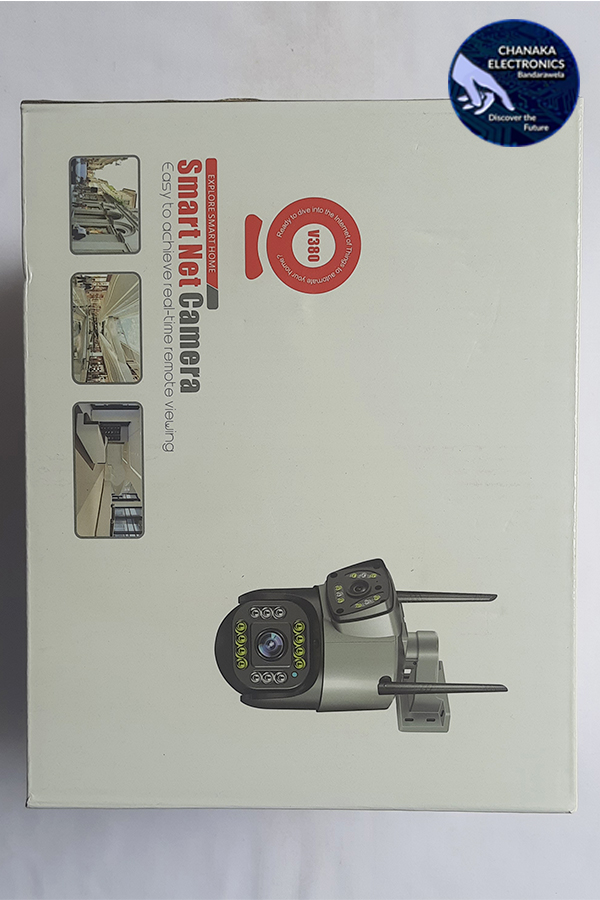 CHANAKA
ELECTRONICS
Bandarawela
Discover the
Future
Ready to dive into the Internet of Things to automate your home?
V380
EXPLORE SMART HOME
Smart Net Camera
Easy to achieve real-time remote viewing